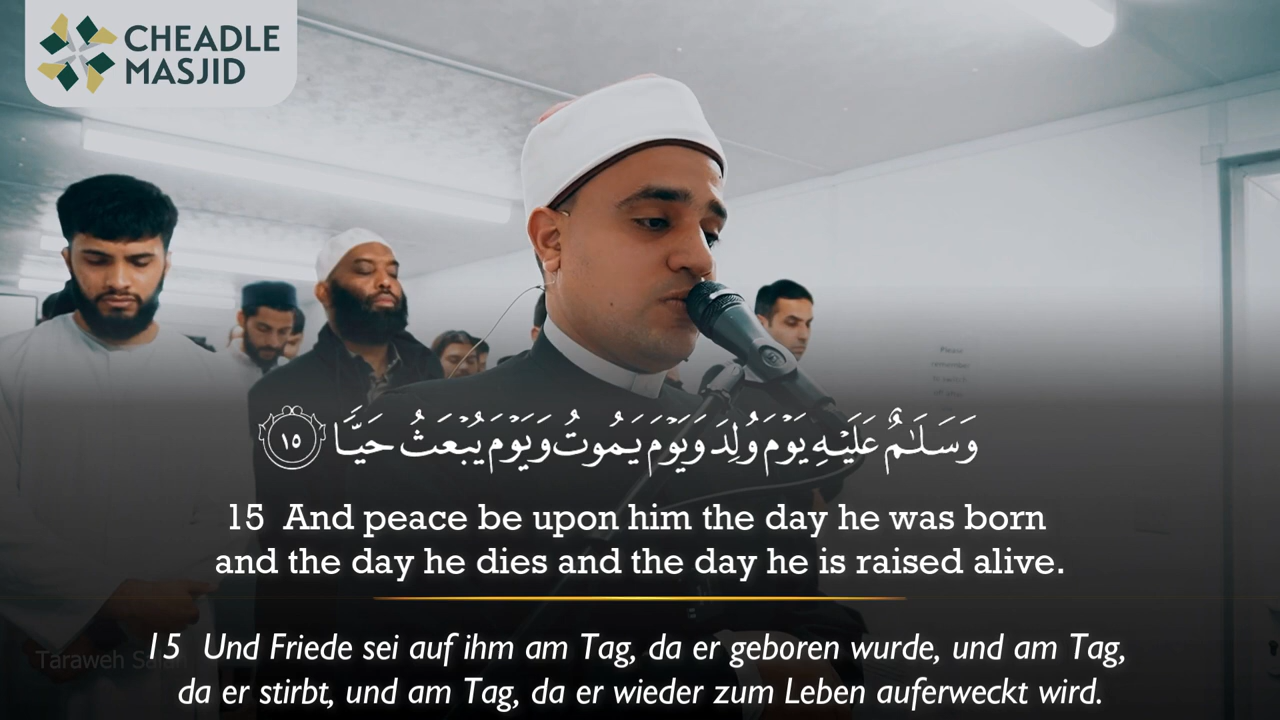 CHEADLE
MASJID
وَسَلَـٰمٌ عَلَيْهِ يَوْمَ وُلِدَ وَيَوْمَ يَمُوتُ وَيَوْمَ يُبْعَثُ حَيًّا ١٥
15 And peace be upon him the day he was born
and the day he dies and the day he is raised alive.
15 Und Friede sei auf ihm am Tag, da er geboren wurde, und am Tag,
da er stirbt, und am Tag, da er wieder zum Leben auferweckt wird.
Taraweh